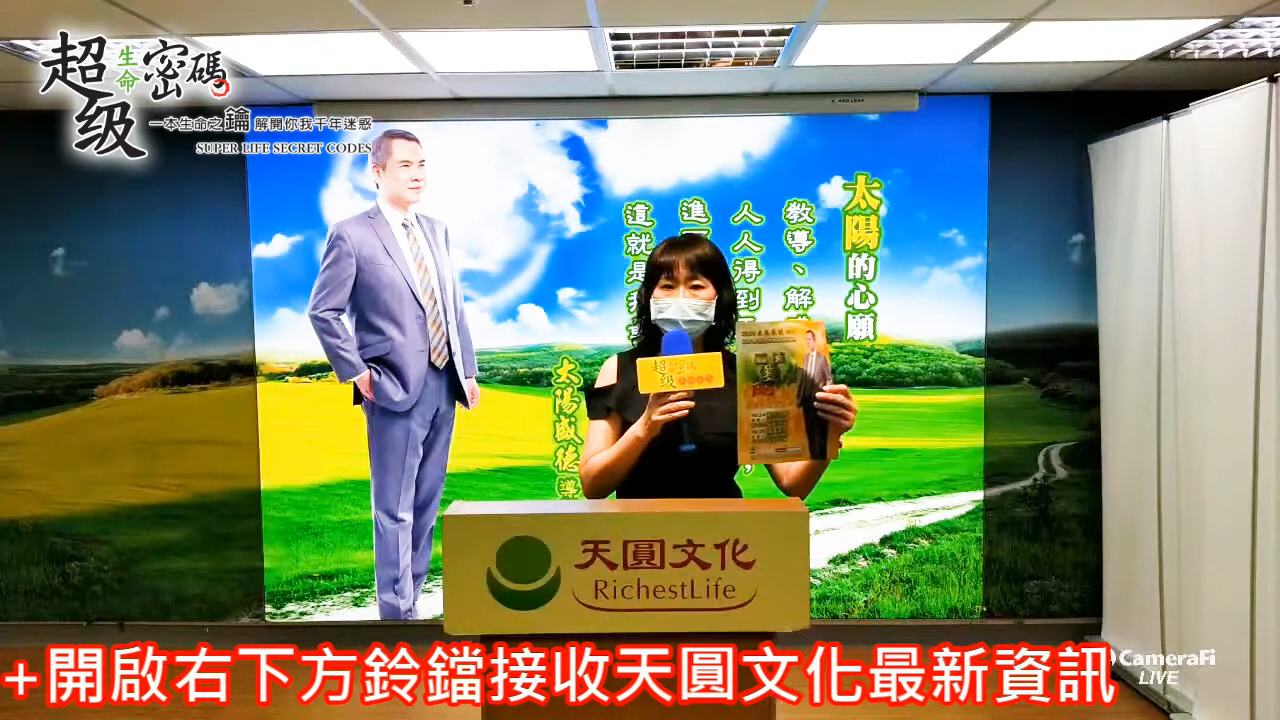 超级生命密碼
一本生命之鑰 解開你我千年迷惑
SUPER LIFE SECRET CODES
RED LEAF
太陽的心願
教導、解
人人得到
進
這就是我
太陽盛德 導
超级
天圓文化
RichestLife
+開啟右下方鈴鐺接收天圓文化最新資訊
CameraFi
LIVE